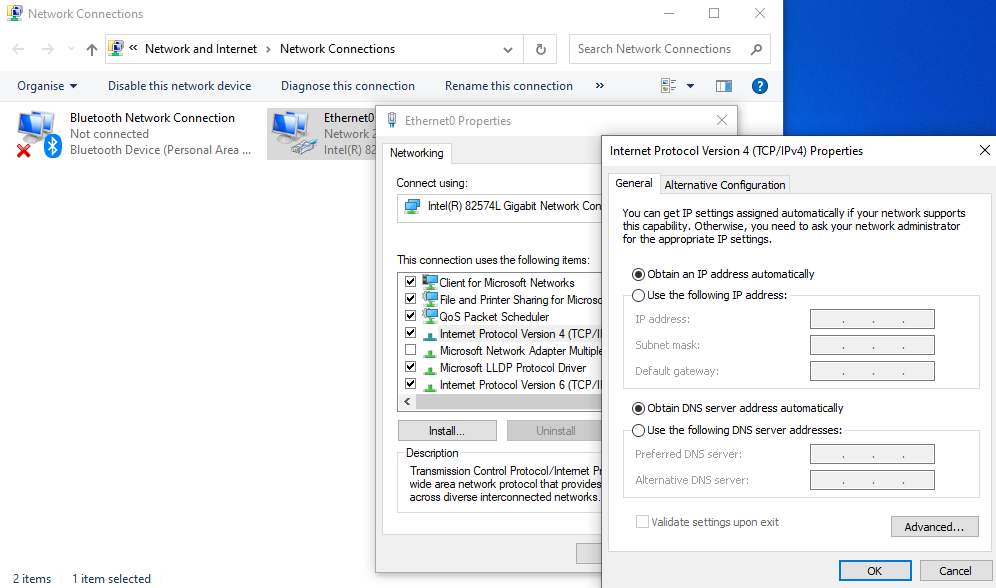 Network Connections
« Network and Internet › Network Connections
Search Network Connections
Organise
Disable this network device
Diagnose this connection
Rename this connection
»
Bluetooth Network Connection
Not connected
Bluetooth Device (Personal Area ...
Ethernet0
Network 2
Intel(R) 82
Ethernet0 Properties
Networking
Connect using:
Intel(R) 82574L Gigabit Network Con
This connection uses the following items:
Client for Microsoft Networks
File and Printer Sharing for Microso
QoS Packet Scheduler
Internet Protocol Version 4 (TCP/I
Microsoft Network Adapter Multiple
Microsoft LLDP Protocol Driver
Internet Protocol Version 6 (TCP/I
Install...
Uninstall
Description
Transmission Control Protocol/Internet Pr
wide area network protocol that provides
across diverse interconnected networks.
Internet Protocol Version 4 (TCP/IPv4) Properties
General
Alternative Configuration
You can get IP settings assigned automatically if your network supports
this capability. Otherwise, you need to ask your network administrator
for the appropriate IP settings.
Obtain an IP address automatically
Use the following IP address:
IP address:
. . .
Subnet mask:
. . .
Default gateway:
. . .
Obtain DNS server address automatically
Use the following DNS server addresses:
Preferred DNS server:
. . .
Alternative DNS server:
. . .
Validate settings upon exit
Advanced...
OK
Cancel
2 items
1 item selected